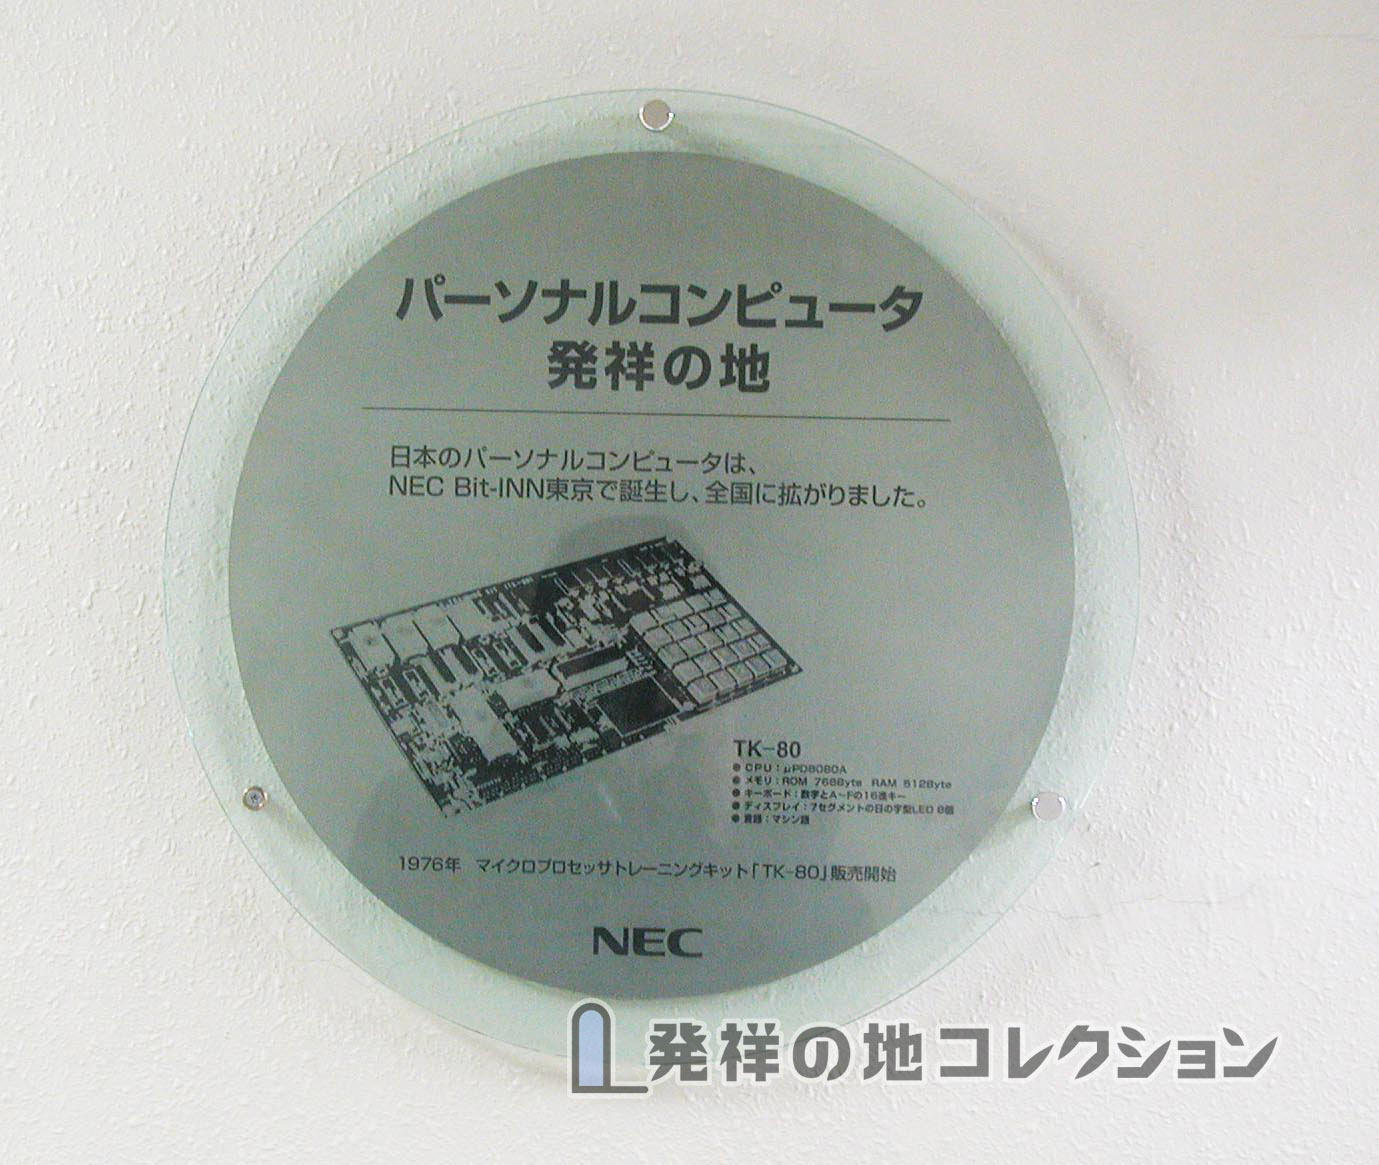 パーソナルコンピュータ
発祥の地
日本のパーソナルコンピュータは、
NEC Bit-INN東京で誕生し、全国に拡がりました。
TK-80
●CPU：μPD8080A
●メモリ：ROM 768Byte RAM 512Byte
●キーボード：数字とA～Fの16進キー
●ディスプレイ：7セグメントの日の字型LED 8個
●言語：マシン語
1976年 マイクロプロセッサトレーニングキット「TK-80」販売開始
NEC
発祥の地コレクション